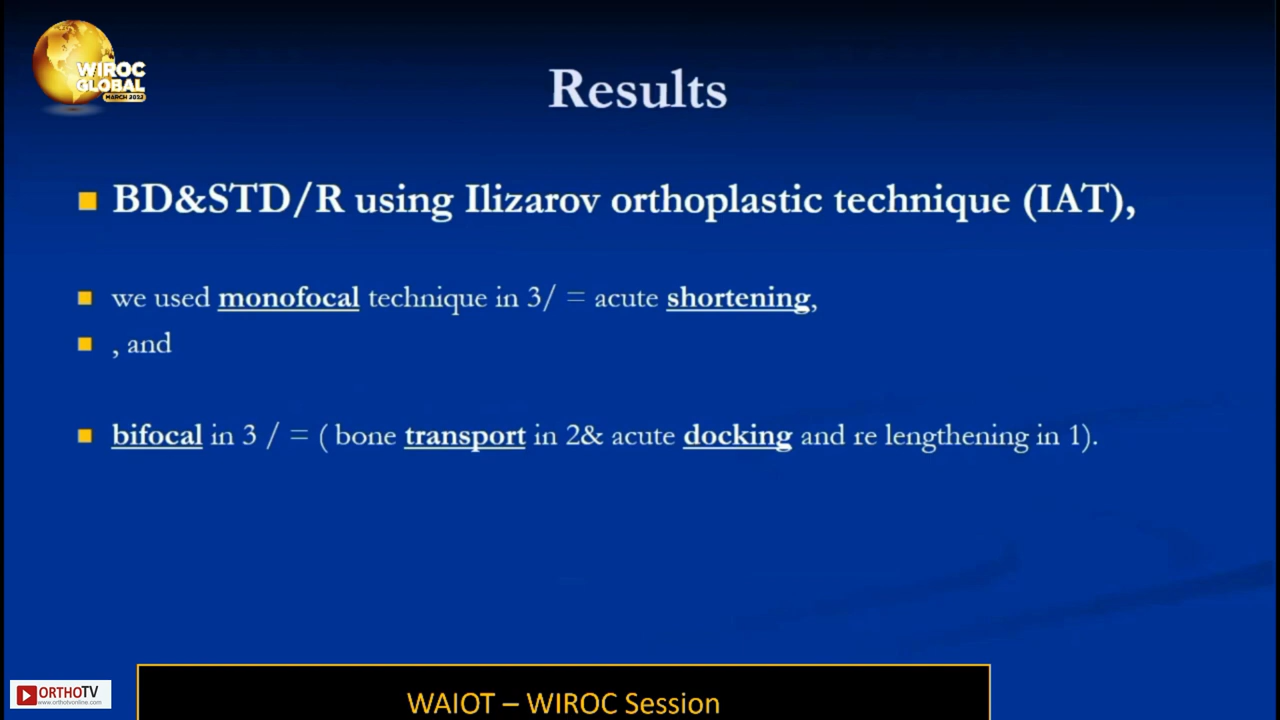 WIROC
GLOBAL
MARCH 2022
Results
BD&STD/R using Ilizarov orthoplastic technique (IAT),
we used monofocal technique in 3/ = acute shortening,
, and
bifocal in 3 / = ( bone transport in 2& acute docking and re lengthening in 1).
ORTHOTV
www.orthotvonline.com
WAIOT – WIROC Session